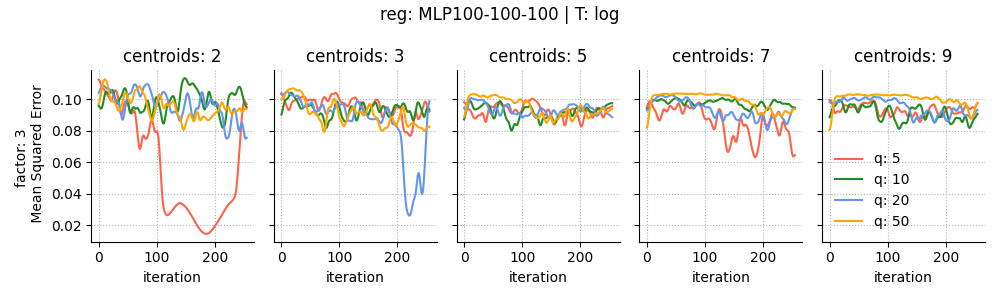 reg: MLP100-100-100 | T: log
centroids: 2
centroids: 3
centroids: 5
centroids: 7
centroids: 9
factor: 3
Mean Squared Error
0.10
0.08
0.06
0.04
0.02
q: 5
q: 10
q: 20
q: 50
0 100 200
0 100 200
0 100 200
0 100 200
0 100 200
iteration
iteration
iteration
iteration
iteration